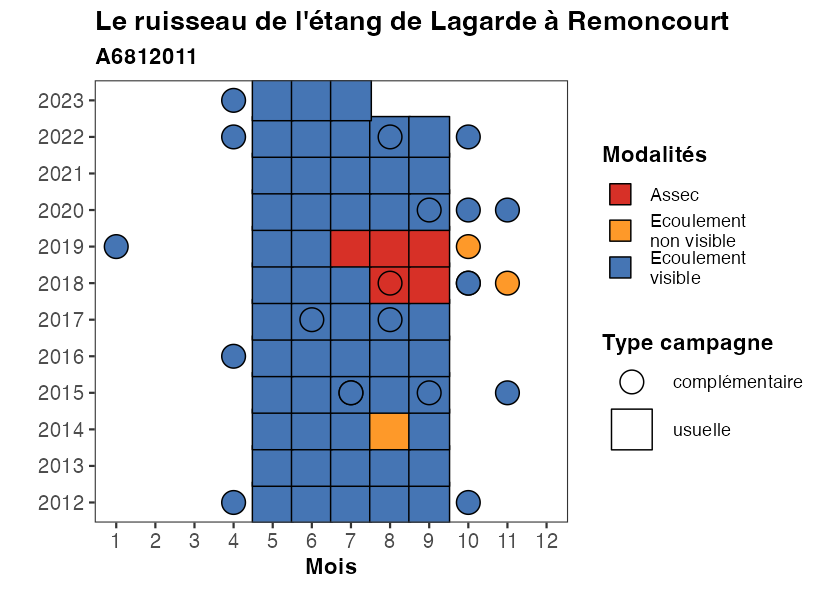 Le ruisseau de l'étang de Lagarde à Remoncourt
A6812011
2023
2022
2021
2020
2019
2018
2017
2016
2015
2014
2013
2012
1 2 3 4 5 6 7 8 9 10 11 12
Mois
Modalités
Assec
Ecoulement
non visible
Ecoulement
visible
Type campagne
complémentaire
usuelle